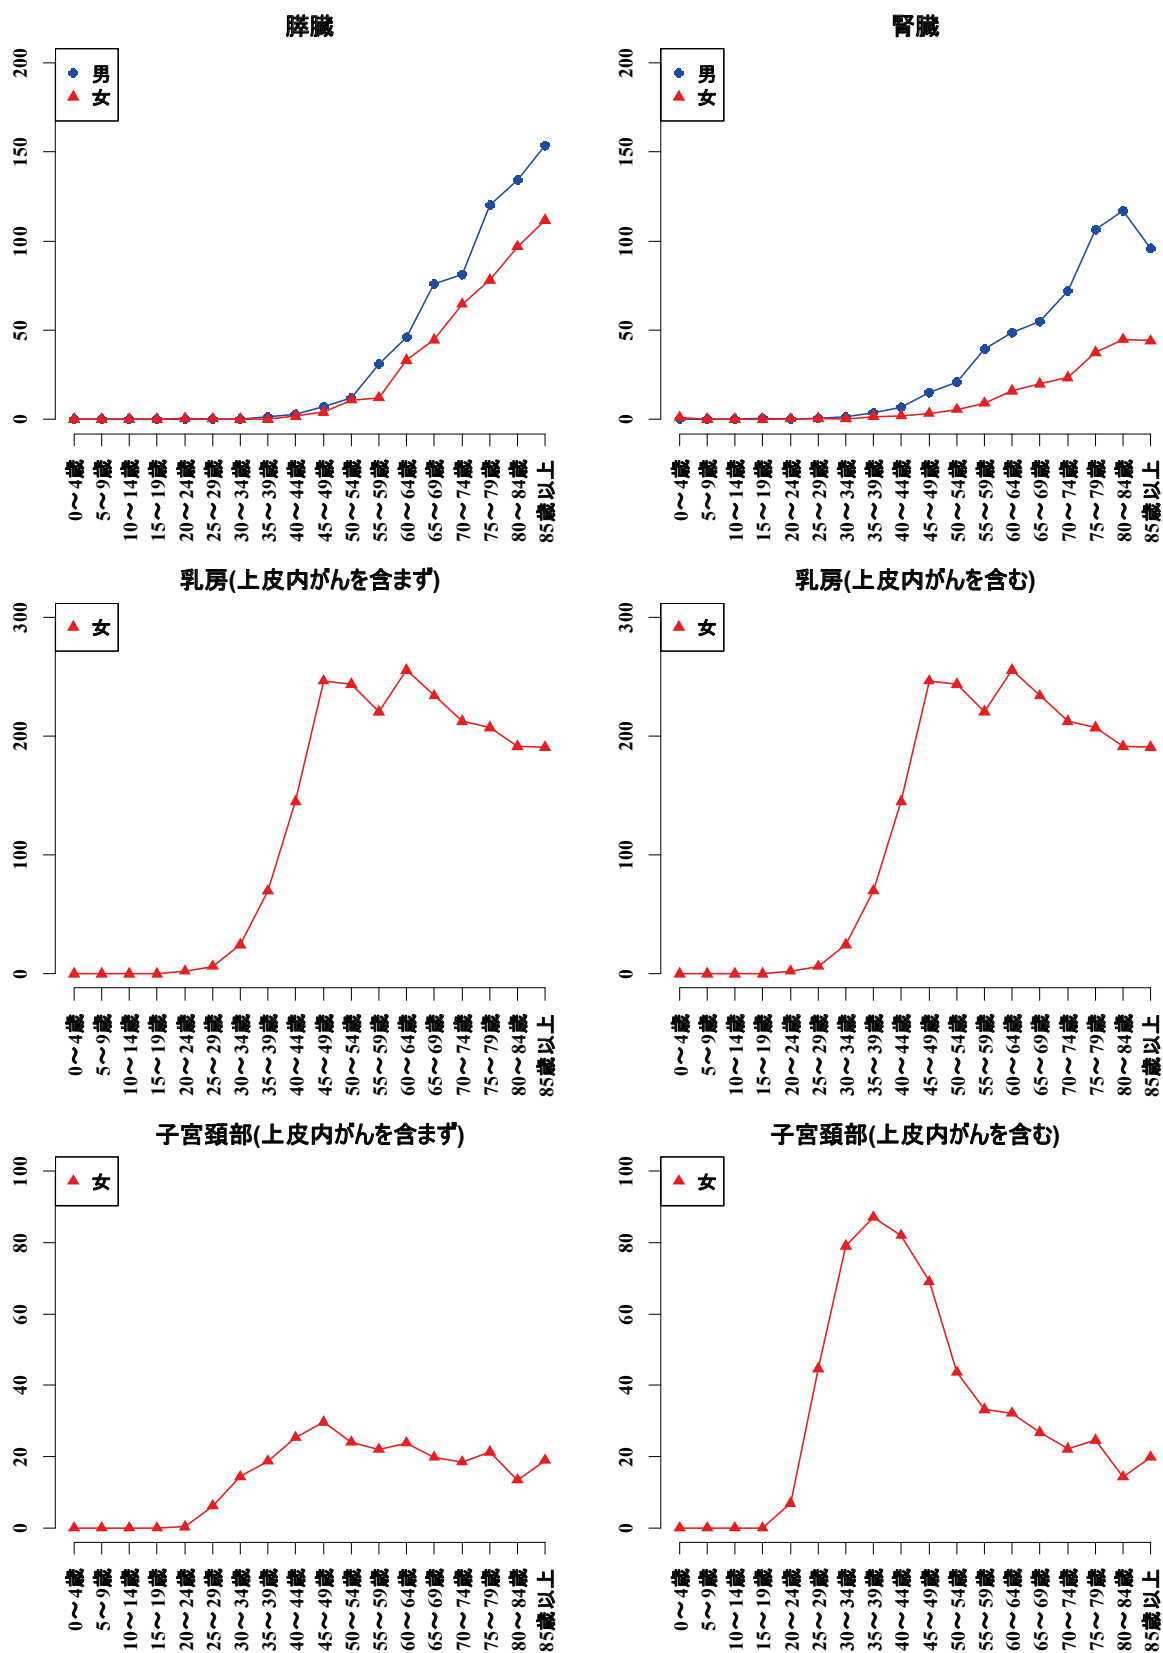 膵臓
200
150
100
50
0
男
女
0～4歳
5～9歳
10～14歳
15～19歳
20～24歳
25～29歳
30～34歳
35～39歳
40～44歳
45～49歳
50～54歳
55～59歳
60～64歳
65～69歳
70～74歳
75～79歳
80～84歳
85歳以上
腎臓
200
150
100
50
0
男
女
0～4歳
5～9歳
10～14歳
15～19歳
20～24歳
25～29歳
30～34歳
35～39歳
40～44歳
45～49歳
50～54歳
55～59歳
60～64歳
65～69歳
70～74歳
75～79歳
80～84歳
85歳以上
乳房(上皮内がんを含まず)
300
200
100
0
女
0～4歳
5～9歳
10～14歳
15～19歳
20～24歳
25～29歳
30～34歳
35～39歳
40～44歳
45～49歳
50～54歳
55～59歳
60～64歳
65～69歳
70～74歳
75～79歳
80～84歳
85歳以上
乳房(上皮内がんを含む)
300
200
100
0
女
0～4歳
5～9歳
10～14歳
15～19歳
20～24歳
25～29歳
30～34歳
35～39歳
40～44歳
45～49歳
50～54歳
55～59歳
60～64歳
65～69歳
70～74歳
75～79歳
80～84歳
85歳以上
子宮頚部(上皮内がんを含まず)
100
80
60
40
20
0
女
0～4歳
5～9歳
10～14歳
15～19歳
20～24歳
25～29歳
30～34歳
35～39歳
40～44歳
45～49歳
50～54歳
55～59歳
60～64歳
65～69歳
70～74歳
75～79歳
80～84歳
85歳以上
子宮頚部(上皮内がんを含む)
100
80
60
40
20
0
女
0～4歳
5～9歳
10～14歳
15～19歳
20～24歳
25～29歳
30～34歳
35～39歳
40～44歳
45～49歳
50～54歳
55～59歳
60～64歳
65～69歳
70～74歳
75～79歳
80～84歳
85歳以上